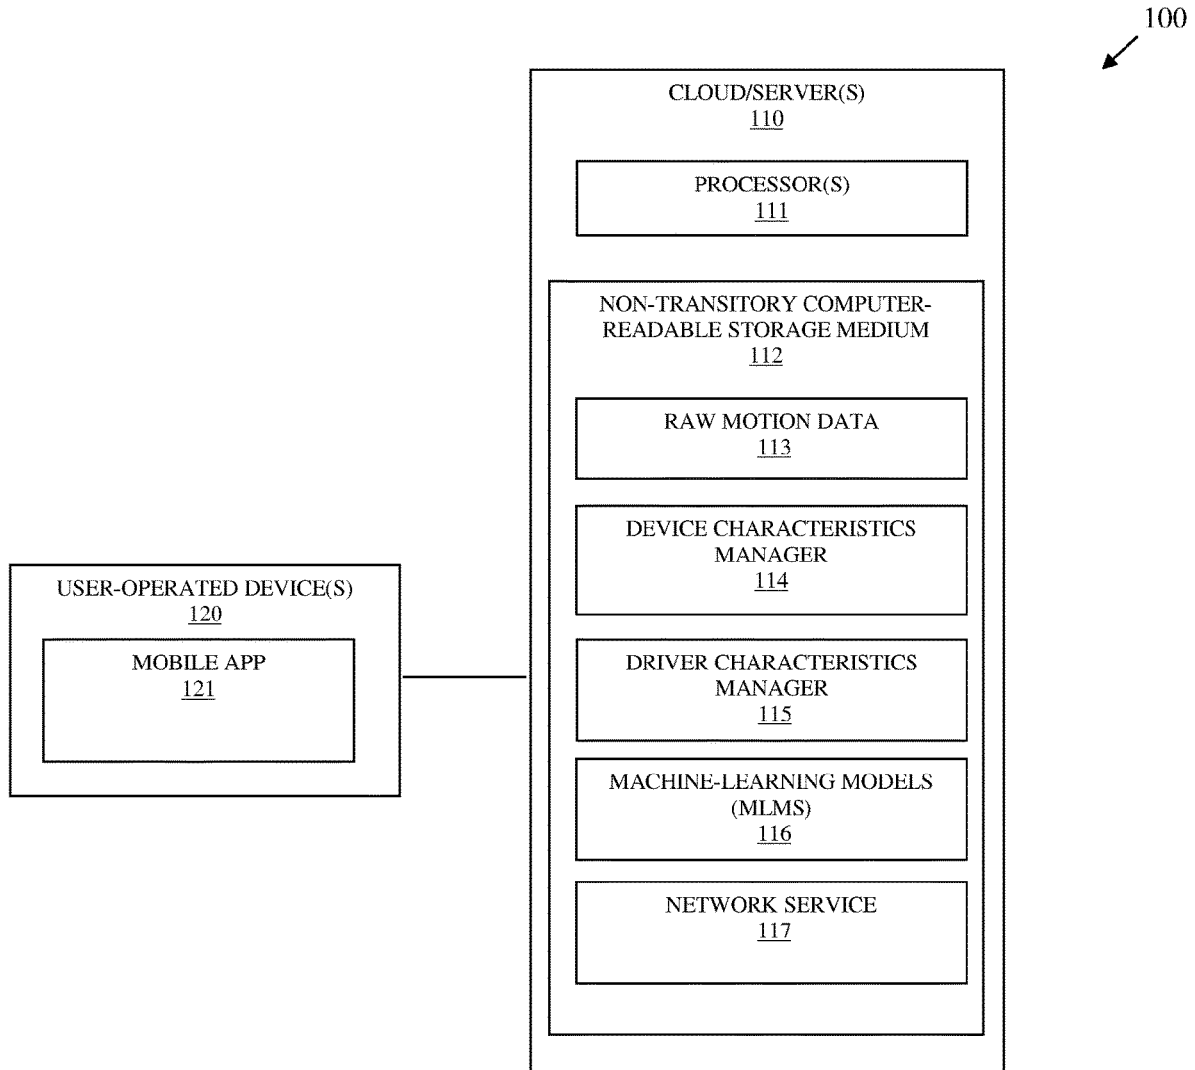 100
CLOUD/SERVER(S)
110
PROCESSOR(S)
111
NON-TRANSITORY COMPUTER-
READABLE STORAGE MEDIUM
112
RAW MOTION DATA
113
DEVICE CHARACTERISTICS
MANAGER
114
USER-OPERATED DEVICE(S)
120
MOBILE APP
121
DRIVER CHARACTERISTICS
MANAGER
115
MACHINE-LEARNING MODELS
(MLMS)
116
NETWORK SERVICE
117